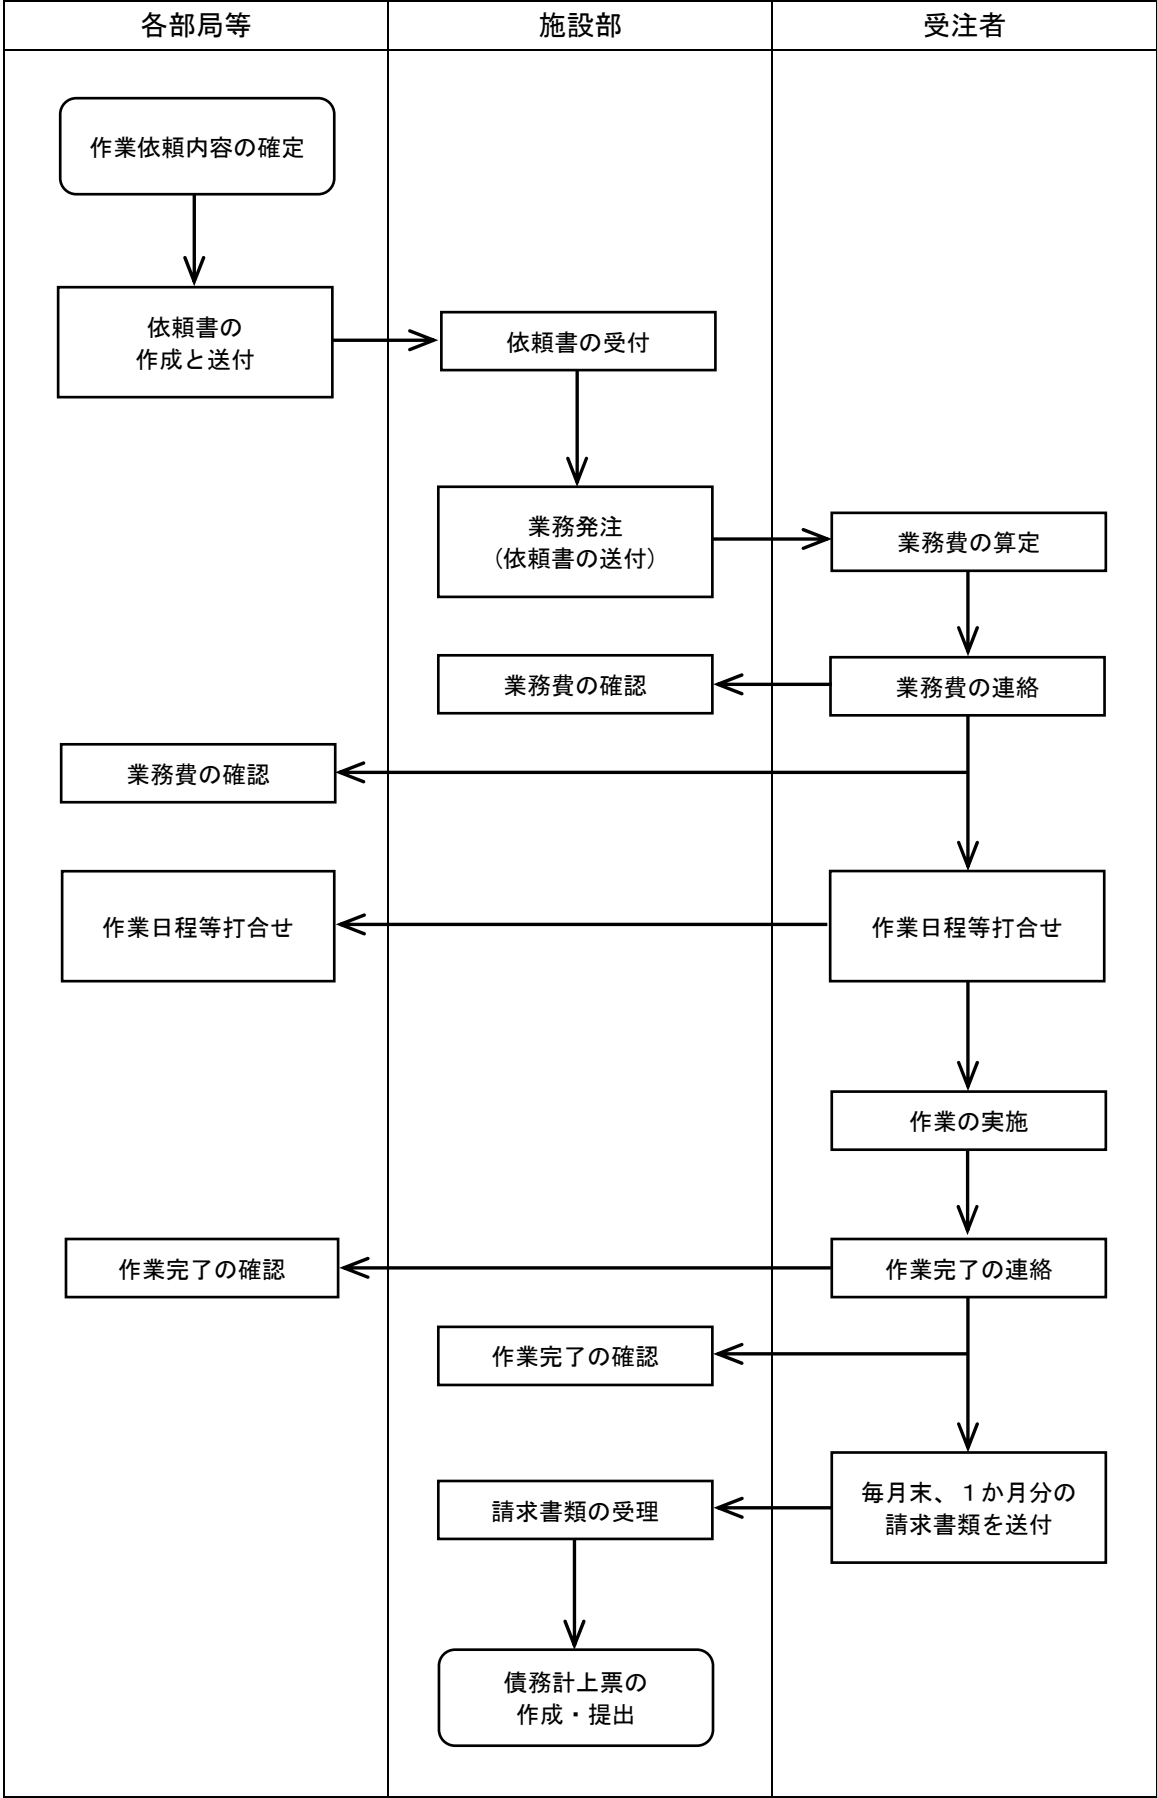 各部局等
施設部
受注者
作業依頼内容の確定
依頼書の
作成と送付
依頼書の受付
業務発注
（依頼書の送付）
業務費の算定
業務費の確認
業務費の連絡
業務費の確認
作業日程等打合せ
作業日程等打合せ
作業の実施
作業完了の確認
作業完了の連絡
作業完了の確認
請求書類の受理
毎月末、１か月分の
請求書類を送付
債務計上票の
作成・提出